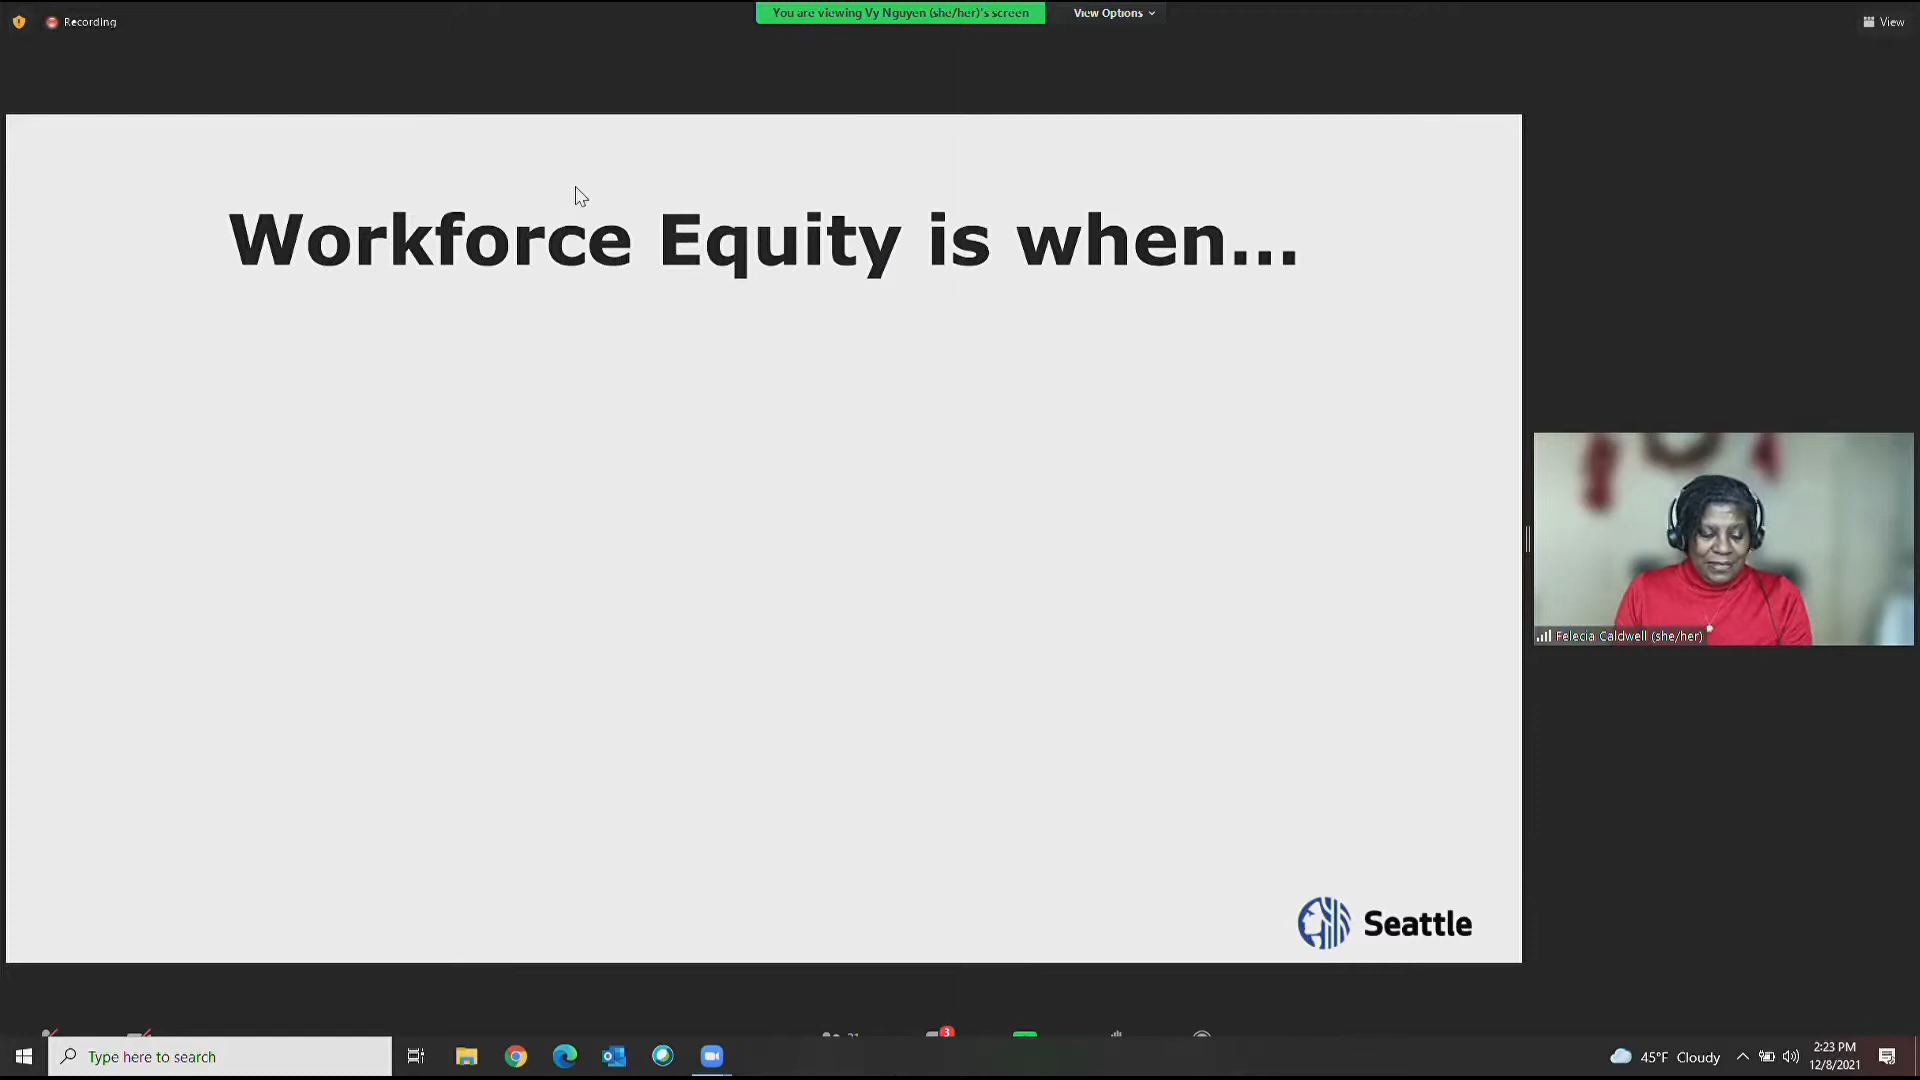 Recording
You are viewing Vy Nguyen (she/her)'s screen
View Options
View
Workforce Equity is when...
Felecia Caldwell (she/her)
Seattle
3
Type here to search
45°F Cloudy
2:23 PM
12/8/2021